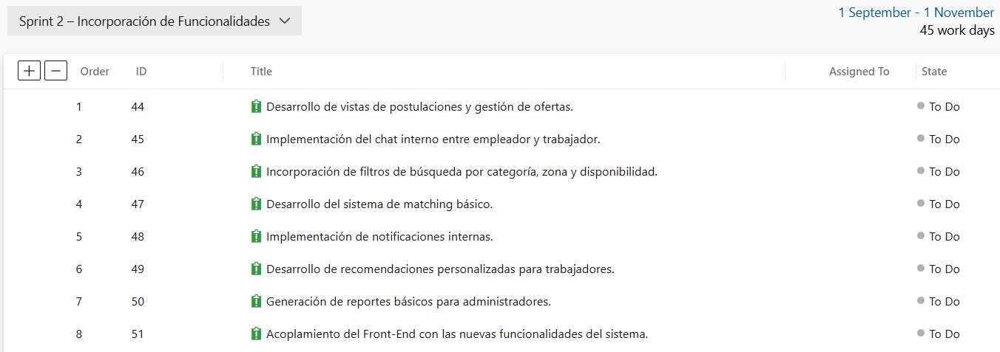 Sprint 2 – Incorporación de Funcionalidades
1 September - 1 November
45 work days
Order ID Title Assigned To State
1 44 Desarrollo de vistas de postulaciones y gestión de ofertas. To Do
2 45 Implementación del chat interno entre empleador y trabajador. To Do
3 46 Incorporación de filtros de búsqueda por categoría, zona y disponibilidad. To Do
4 47 Desarrollo del sistema de matching básico. To Do
5 48 Implementación de notificaciones internas. To Do
6 49 Desarrollo de recomendaciones personalizadas para trabajadores. To Do
7 50 Generación de reportes básicos para administradores. To Do
8 51 Acoplamiento del Front-End con las nuevas funcionalidades del sistema. To Do